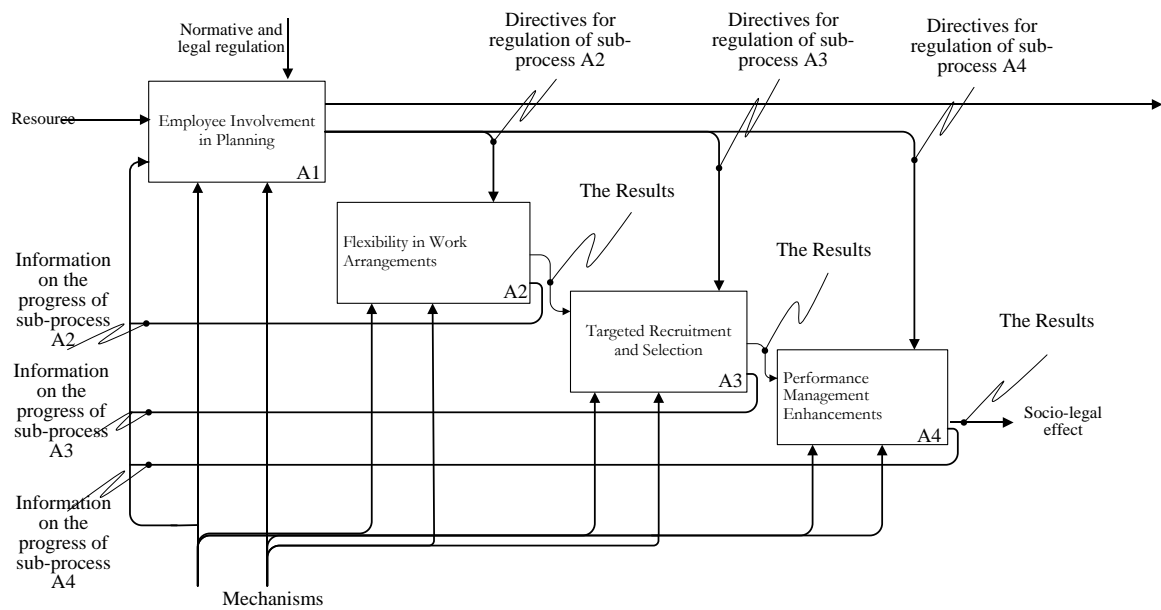 Normative and
legal regulation
Directives for
regulation of sub-
process A2
Directives for
regulation of sub-
process A3
Directives for
regulation of sub-
process A4
Resource
Employee Involvement
in Planning
A1
The Results
Flexibility in Work
Arrangements
A2
The Results
Information
on the
progress of
sub-process
A2
Targeted Recruitment
and Selection
A3
The Results
Information
on the
progress of
sub-process
A3
Performance
Management
Enhancements
A4
Socio-legal
effect
Information
on the
progress of
sub-process
A4
Mechanisms